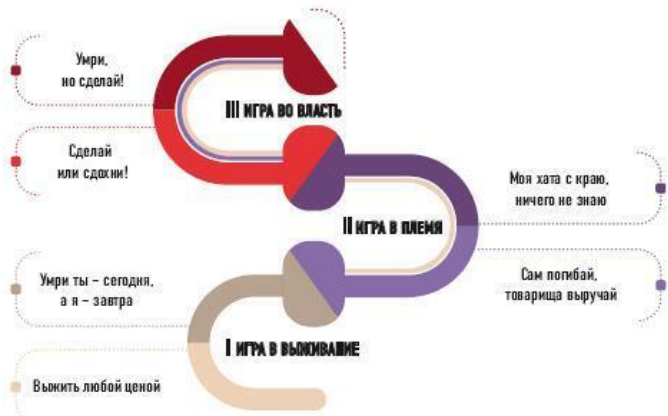 Умри,
но сделай!
III ИГРА ВО ВЛАСТЬ
Сделай
или сдохни!
Моя хата с краю,
ничего не знаю
II ИГРА В ПЛЕМЯ
Умри ты – сегодня,
а я – завтра
Сам погибай,
товарища выручай
I ИГРА В ВЫЖИВАНИЕ
Выжить любой ценой